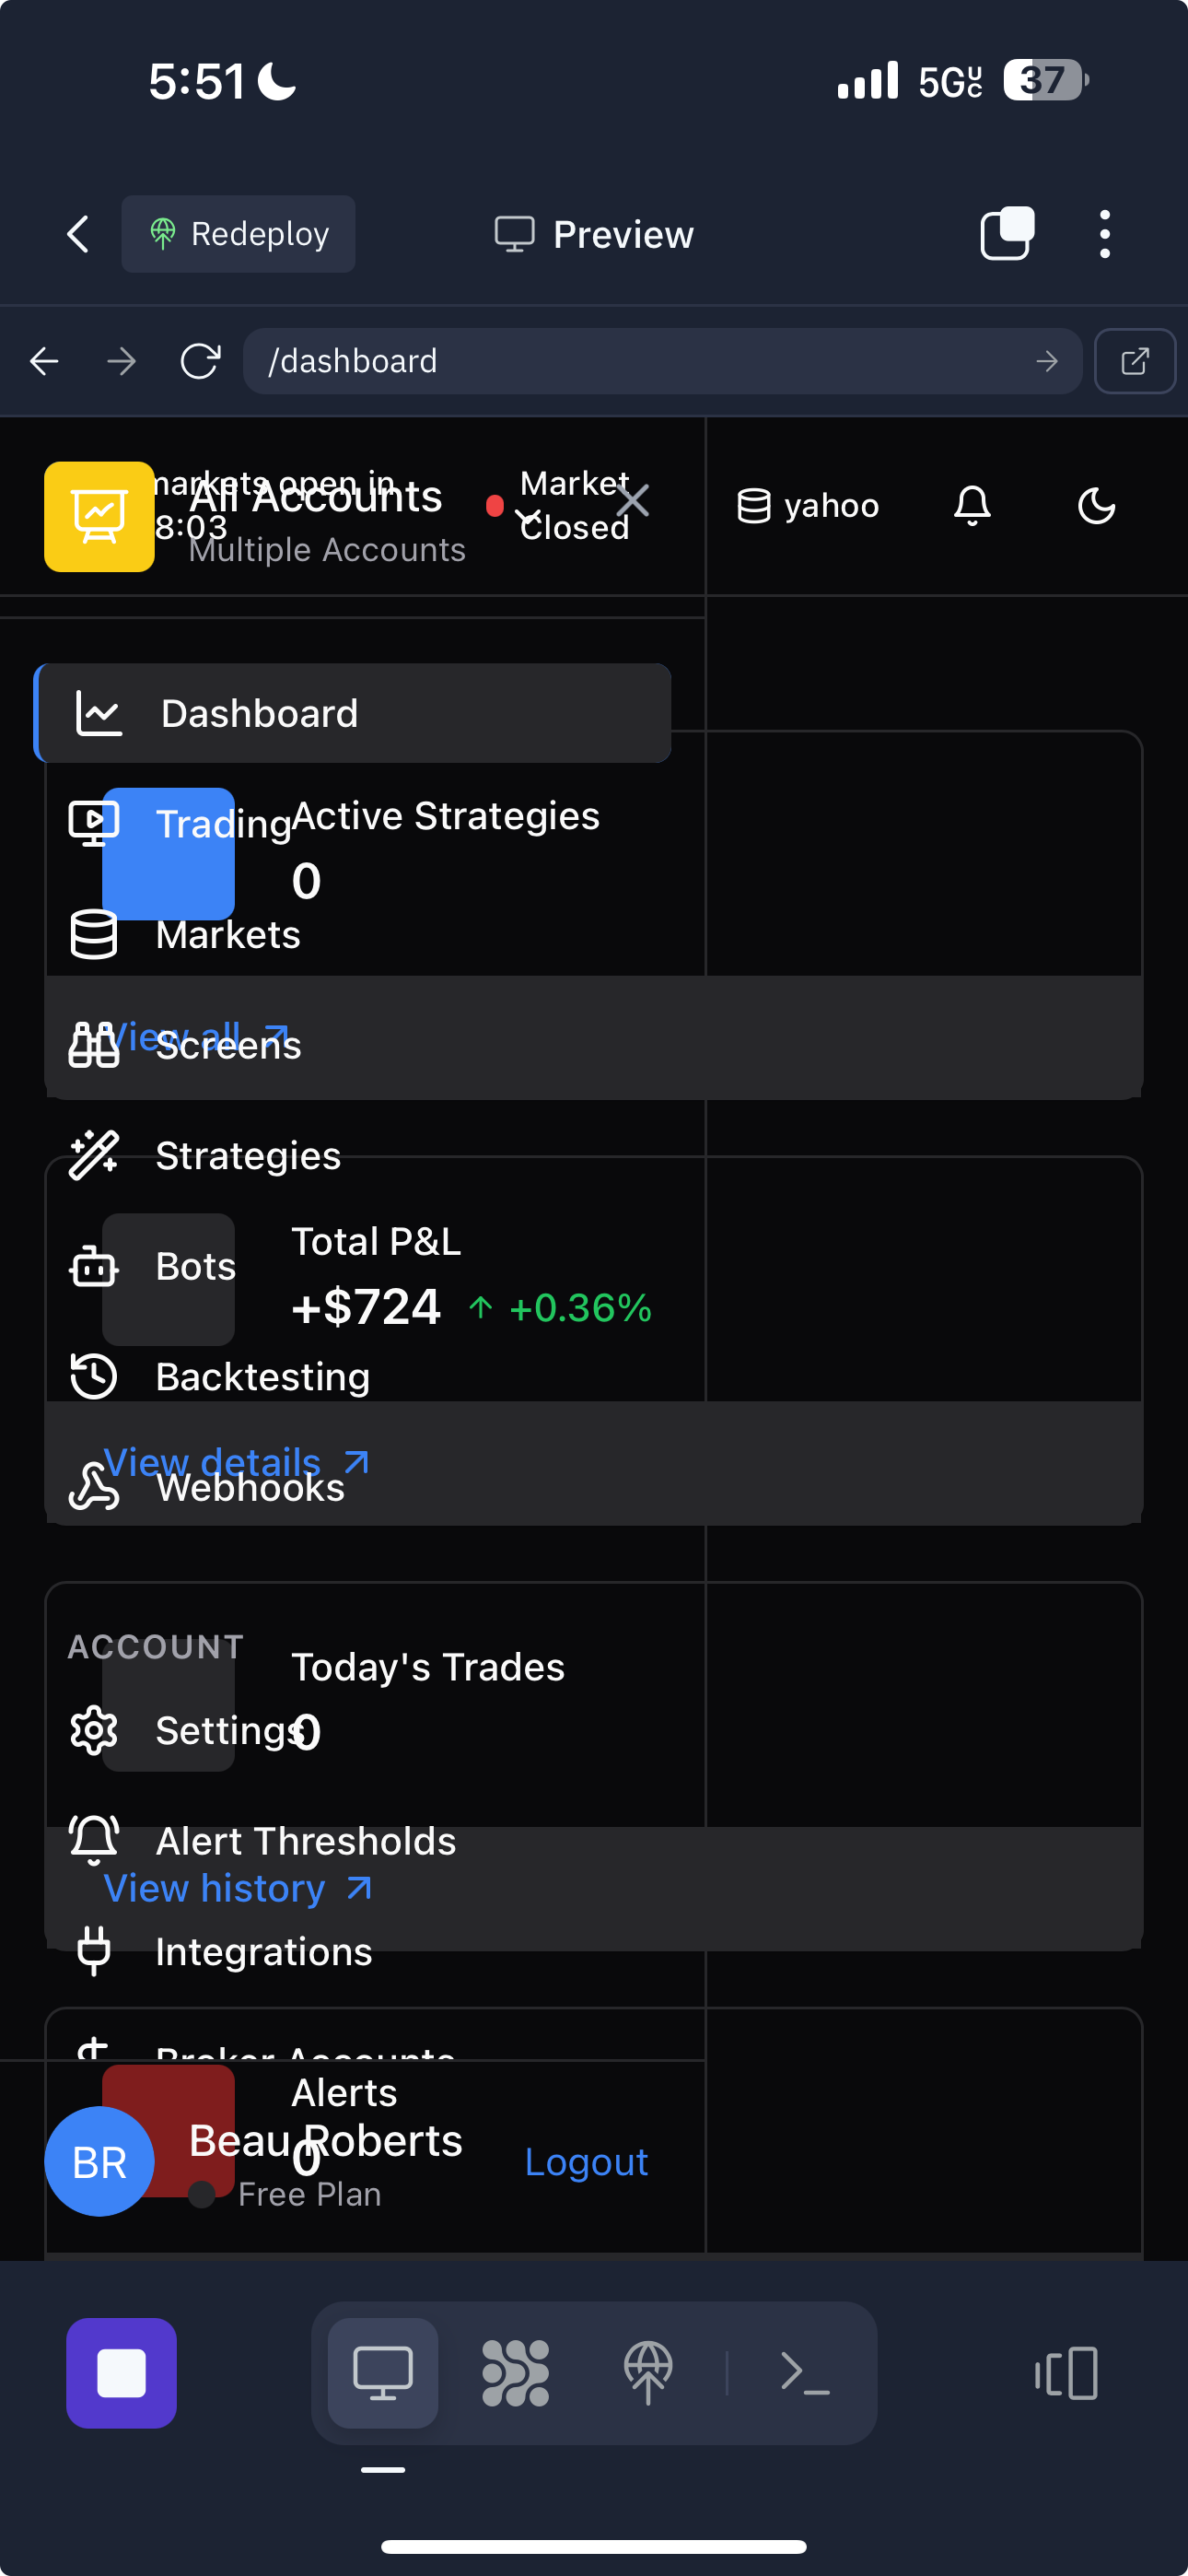 5:51
5G UC
37
Redeploy
Preview
/dashboard
markets open in
8:03
All Accounts
Multiple Accounts
Market
Closed
yahoo
Dashboard
Trading
Active Strategies
0
Markets
View all
Screens
Strategies
Bots
Total P&L
+$724
+0.36%
Backtesting
View details
Webhooks
ACCOUNT
Today's Trades
Settings
0
Alert Thresholds
View history
Integrations
Broker Accounts
Alerts
0
BR
Beau Roberts
Free Plan
Logout